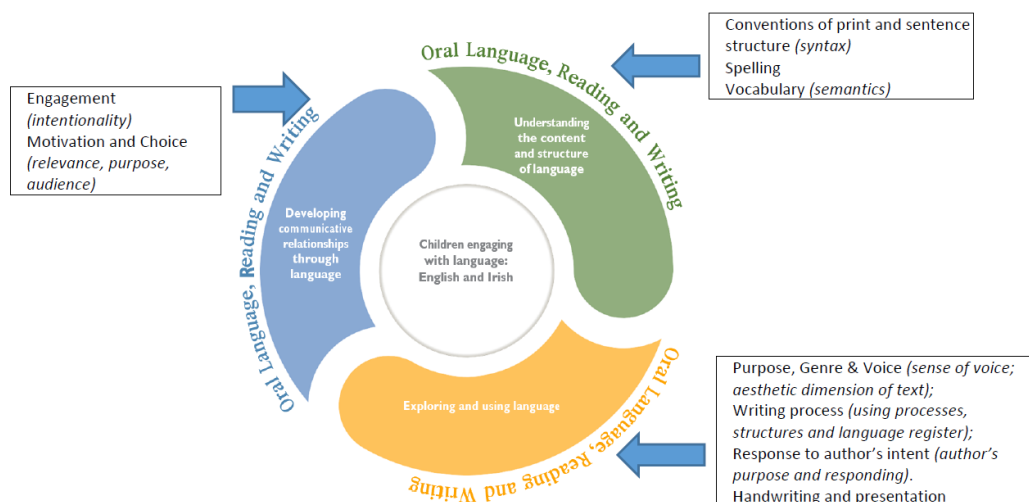 Conventions of print and sentence
structure (syntax)
Spelling
Vocabulary (semantics)
Engagement
(intentionality)
Motivation and Choice
(relevance, purpose,
audience)
Oral Language, Reading and Writing
Understanding
the content
and structure
of language
Oral Language, Reading and Writing
Developing
communicative
relationships
through
language
Children engaging
with language:
English and Irish
Oral Language, Reading and Writing
Exploring and using language
Purpose, Genre & Voice (sense of voice;
aesthetic dimension of text);
Writing process (using processes,
structures and language register);
Response to author's intent (author's
purpose and responding).
Handwriting and presentation